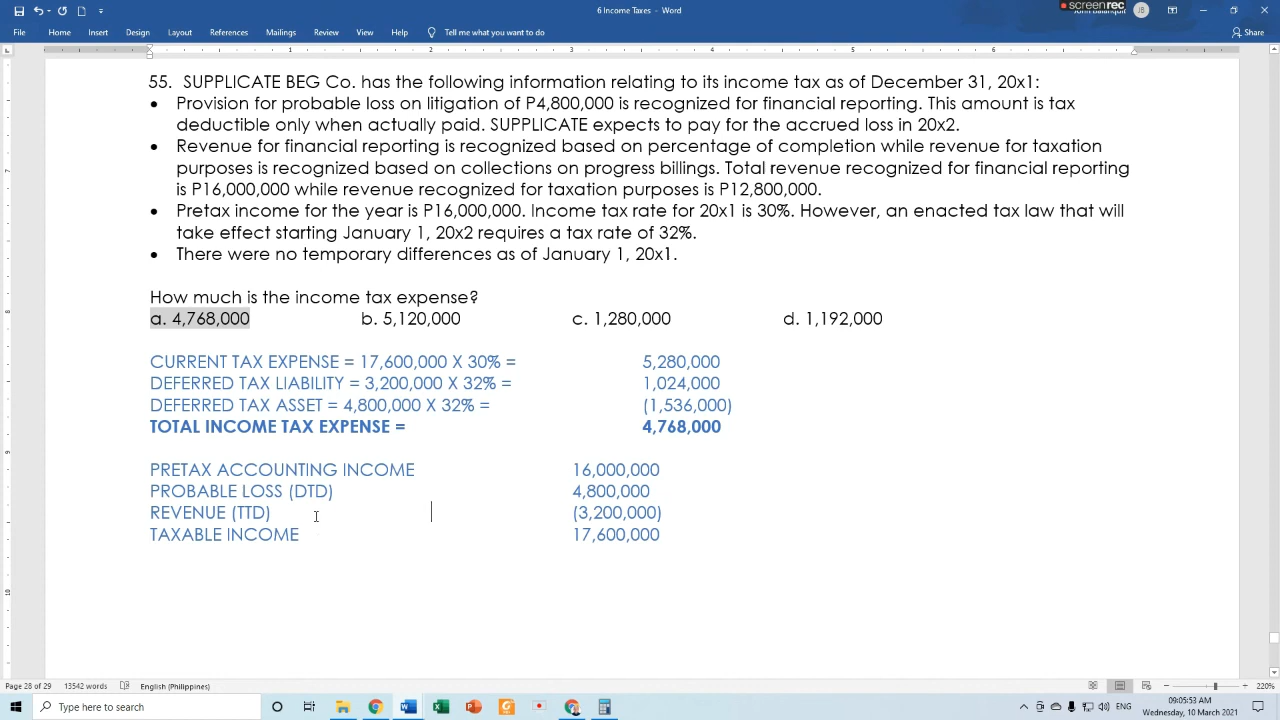 6 Income Taxes - Word
screenrec
JB
File Home Insert Design Layout References Mailings Review View Help Tell me what you want to do Share
55. SUPPLICATE BEG Co. has the following information relating to its income tax as of December 31, 20x1:
• Provision for probable loss on litigation of P4,800,000 is recognized for financial reporting. This amount is tax
deductible only when actually paid. SUPPLICATE expects to pay for the accrued loss in 20x2.
• Revenue for financial reporting is recognized based on percentage of completion while revenue for taxation
purposes is recognized based on collections on progress billings. Total revenue recognized for financial reporting
is P16,000,000 while revenue recognized for taxation purposes is P12,800,000.
• Pretax income for the year is P16,000,000. Income tax rate for 20x1 is 30%. However, an enacted tax law that will
take effect starting January 1, 20x2 requires a tax rate of 32%.
• There were no temporary differences as of January 1, 20x1.
How much is the income tax expense?
a. 4,768,000 b. 5,120,000 c. 1,280,000 d. 1,192,000
CURRENT TAX EXPENSE = 17,600,000 X 30% = 5,280,000
DEFERRED TAX LIABILITY = 3,200,000 X 32% = 1,024,000
DEFERRED TAX ASSET = 4,800,000 X 32% = (1,536,000)
TOTAL INCOME TAX EXPENSE = 4,768,000
PRETAX ACCOUNTING INCOME 16,000,000
PROBABLE LOSS (DTD) 4,800,000
REVENUE (TTD) (3,200,000)
TAXABLE INCOME 17,600,000
Page 28 of 29 13542 words English (Philippines) 220%
Type here to search ENG 09:05:53 AM
Wednesday, 10 March 2021